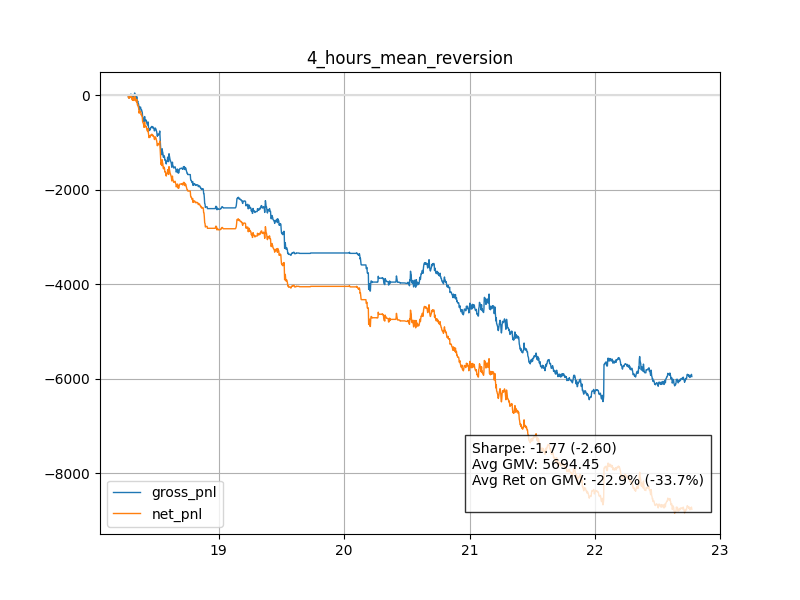 4_hours_mean_reversion
0
−2000
−4000
−6000
−8000
Sharpe: -1.77 (-2.60)
Avg GMV: 5694.45
Avg Ret on GMV: -22.9% (-33.7%)
gross_pnl
net_pnl
19
20
21
22
23